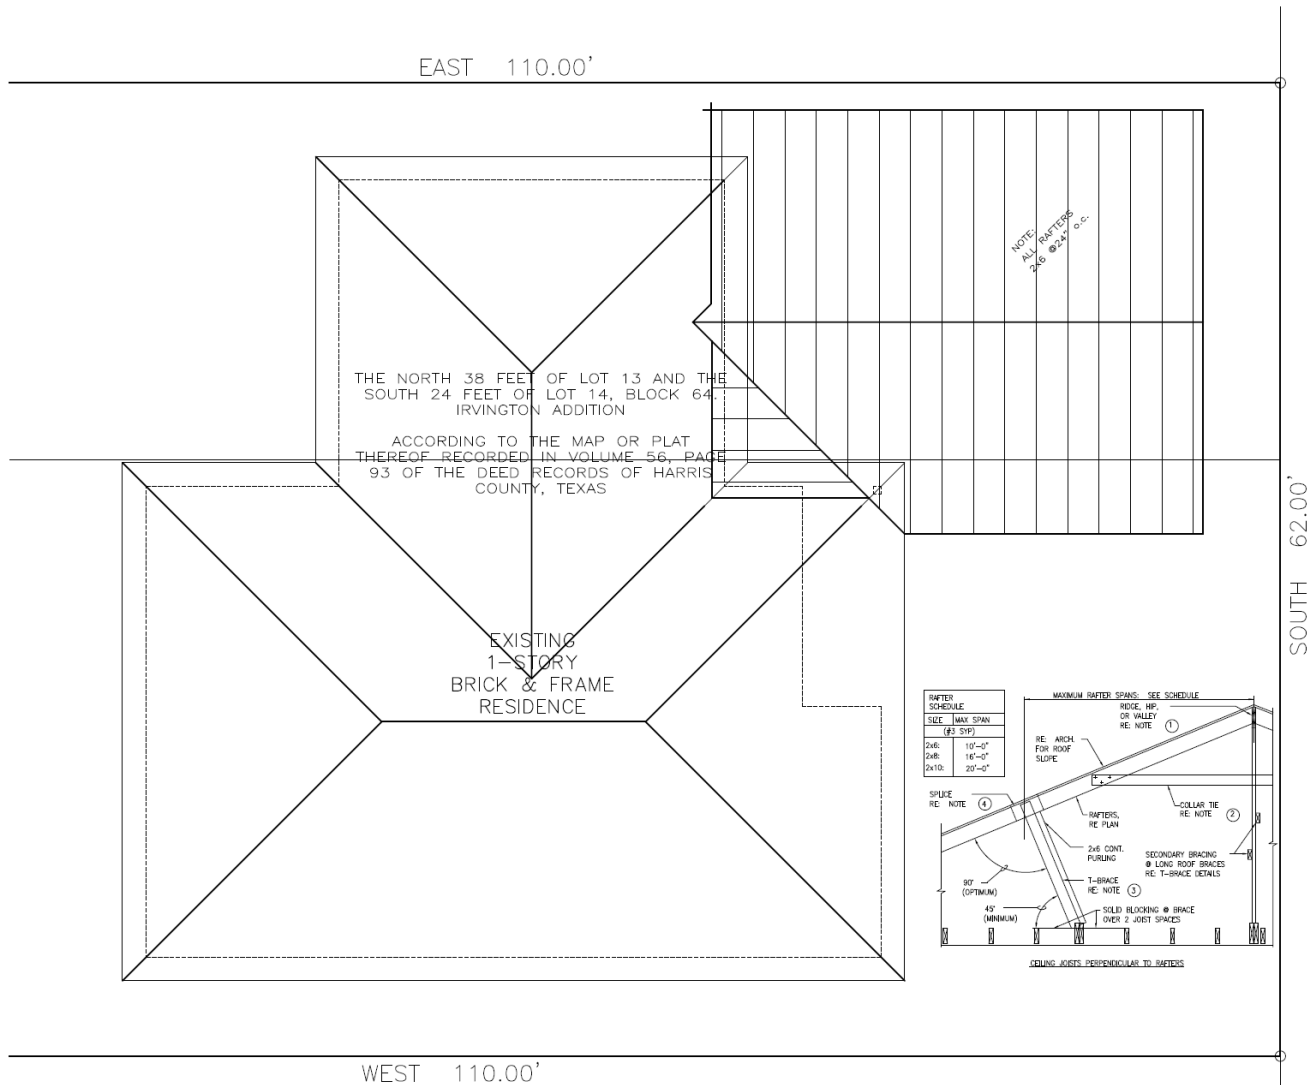 EAST 110.00'
NOTE:
ALL RAFTERS
2x6 @24" o.c.
THE NORTH 38 FEET OF LOT 13 AND THE
SOUTH 24 FEET OF LOT 14, BLOCK 64.
IRVINGTON ADDITION
ACCORDING TO THE MAP OR PLAT
THEREOF RECORDED IN VOLUME 56, PAGE
93 OF THE DEED RECORDS OF HARRIS
COUNTY, TEXAS
SOUTH 62.00'
EXISTING
1-STORY
BRICK & FRAME
RESIDENCE
RAFTER
SCHEDULE
SIZE MAX SPAN
(#3 SYP)
2x6: 10'-0"
2x8: 16'-0"
2x10: 20'-0"
MAXIMUM RAFTER SPANS: SEE SCHEDULE
RIDGE, HIP,
OR VALLEY
RE: NOTE 1
RE: ARCH.
FOR ROOF
SLOPE
SPLICE
RE: NOTE 4
COLLAR TIE
RE: NOTE 2
RAFTERS,
RE PLAN
2x6 CONT.
PURLING
SECONDARY BRACING
@ LONG ROOF BRACES
RE: T-BRACE DETAILS
90°
(OPTIMUM)
T-BRACE
RE: NOTE 3
45°
(MINIMUM)
SOLID BLOCKING @ BRACE
OVER 2 JOIST SPACES
CEILING JOISTS PERPENDICULAR TO RAFTERS
WEST 110.00'